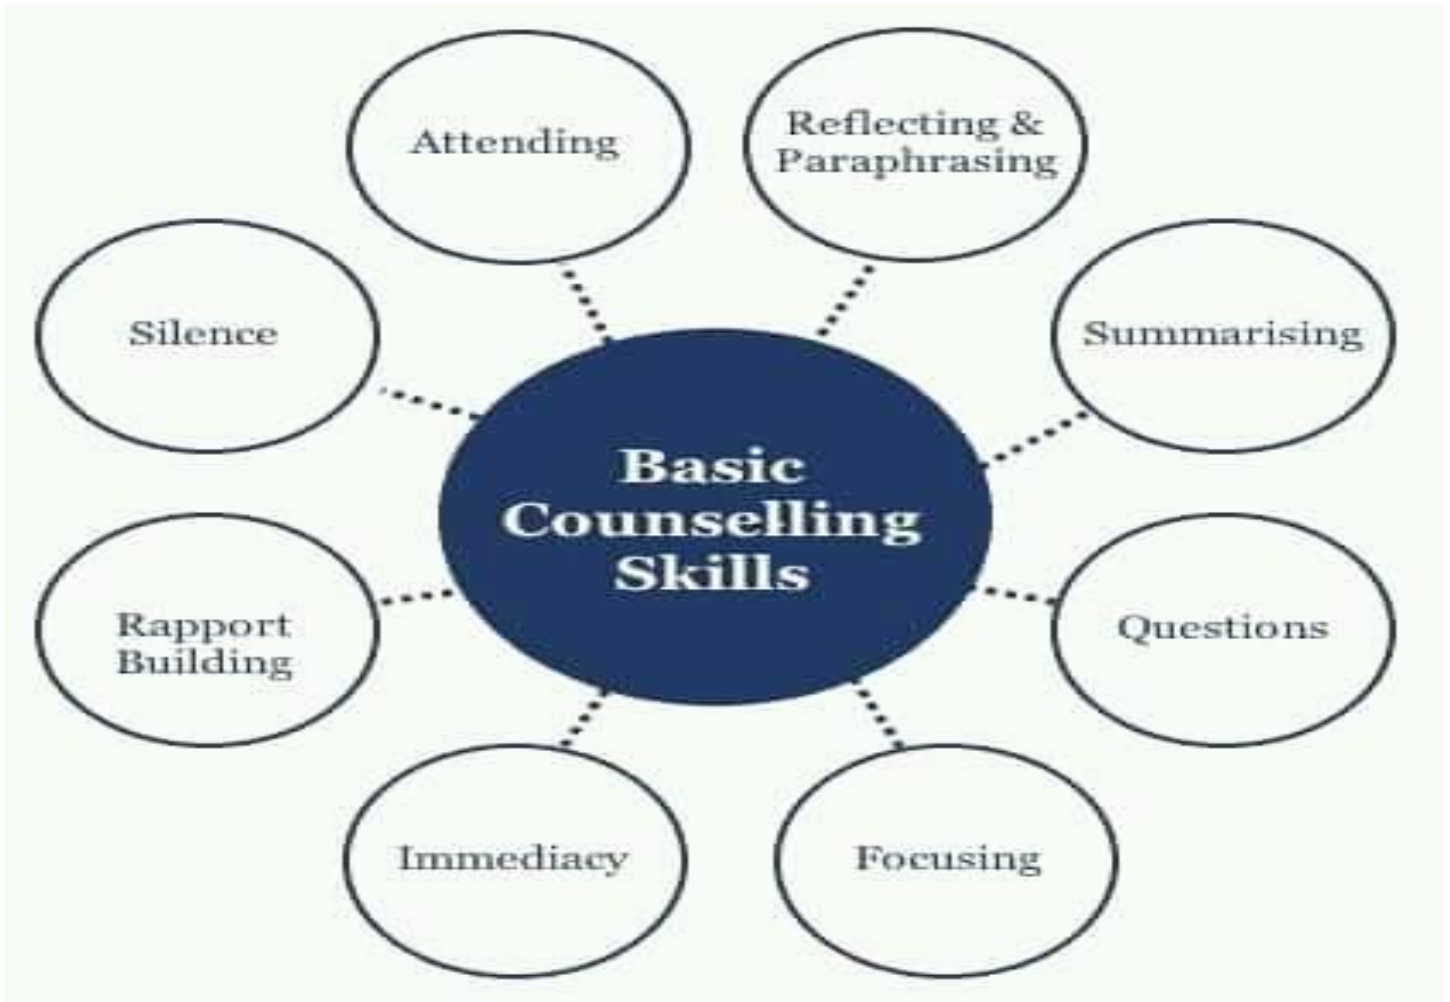 Attending
Reflecting &
Paraphrasing
Silence
Summarising
Basic
Counselling
Skills
Rapport
Building
Questions
Immediacy
Focusing